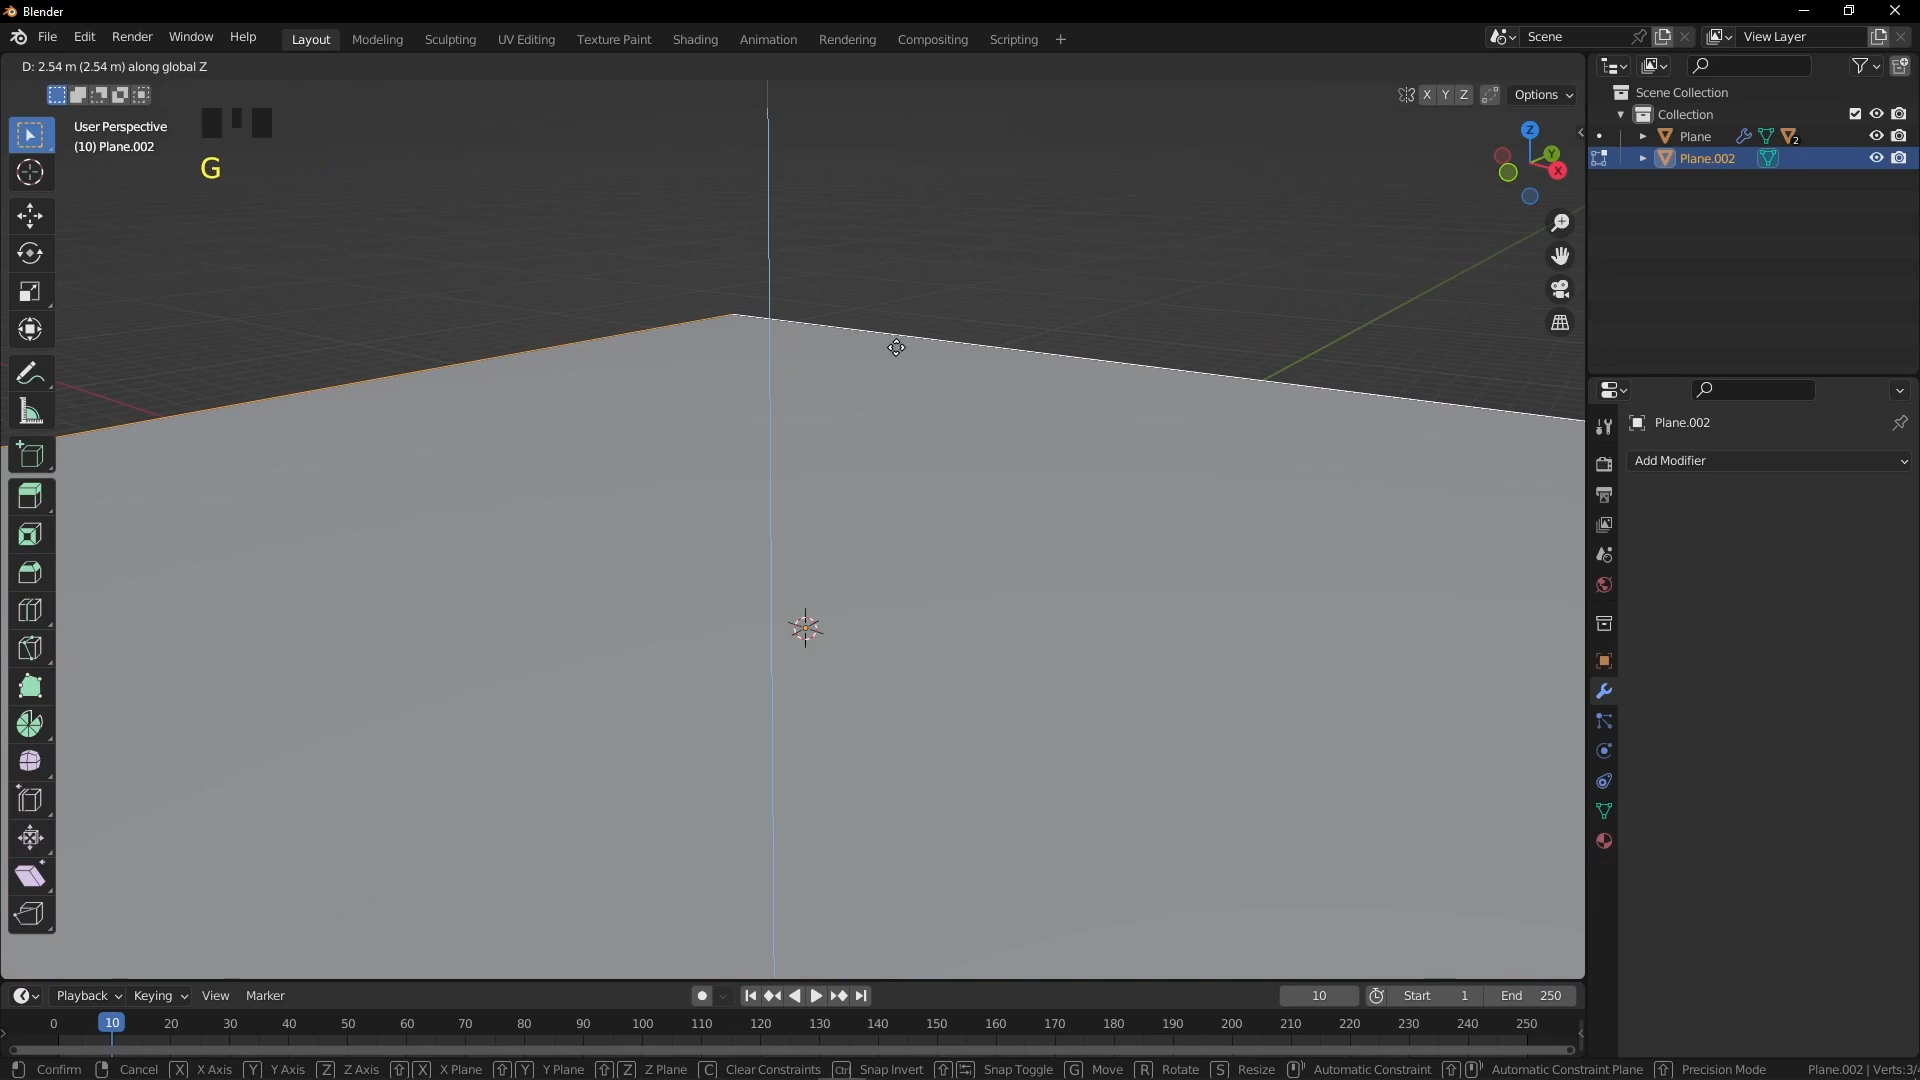 Blender
File Edit Render Window Help Layout Modeling Sculpting UV Editing Texture Paint Shading Animation Rendering Compositing Scripting + Scene View Layer
D: 2.54 m (2.54 m) along global Z
X Y Z Options
User Perspective
(10) Plane.002
G
Z
Y
X
Scene Collection
Collection
Plane 2
Plane.002
Plane.002
Add Modifier
Playback Keying View Marker 10 Start 1 End 250
0 10 20 30 40 50 60 70 80 90 100 110 120 130 140 150 160 170 180 190 200 210 220 230 240 250
Confirm Cancel X X Axis Y Y Axis Z Z Axis X X Plane Y Y Plane Z Z Plane C Clear Constraints Ctrl Snap Invert Snap Toggle G Move R Rotate S Resize Automatic Constraint Automatic Constraint Plane Precision Mode Plane.002 | Verts:3/